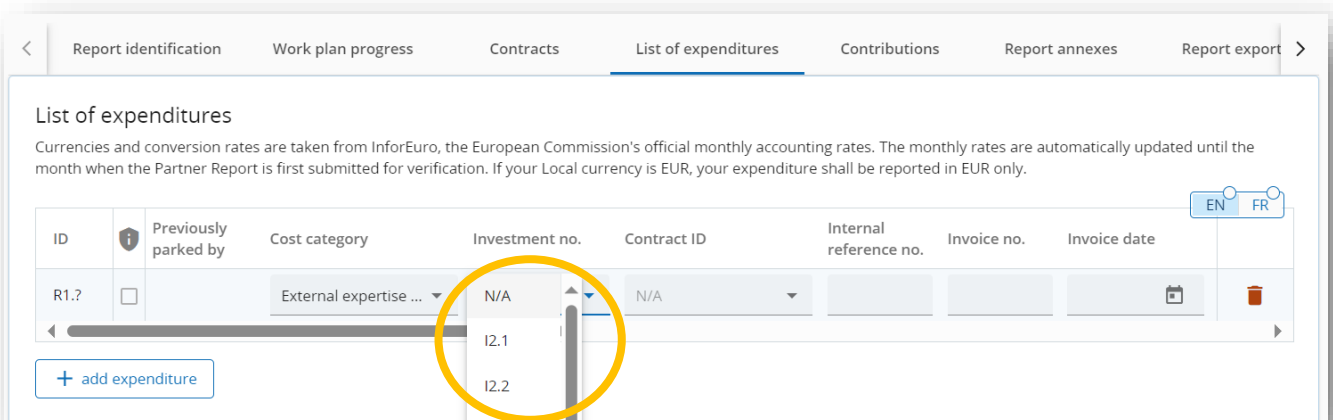 Report identification Work plan progress Contracts List of expenditures Contributions Report annexes Report export
List of expenditures
Currencies and conversion rates are taken from InforEuro, the European Commission's official monthly accounting rates. The monthly rates are automatically updated until the
month when the Partner Report is first submitted for verification. If your Local currency is EUR, your expenditure shall be reported in EUR only.
EN FR
ID Previously parked by Cost category Investment no. Contract ID Internal reference no. Invoice no. Invoice date
R1.? External expertise ... N/A N/A
I2.1
+ add expenditure I2.2